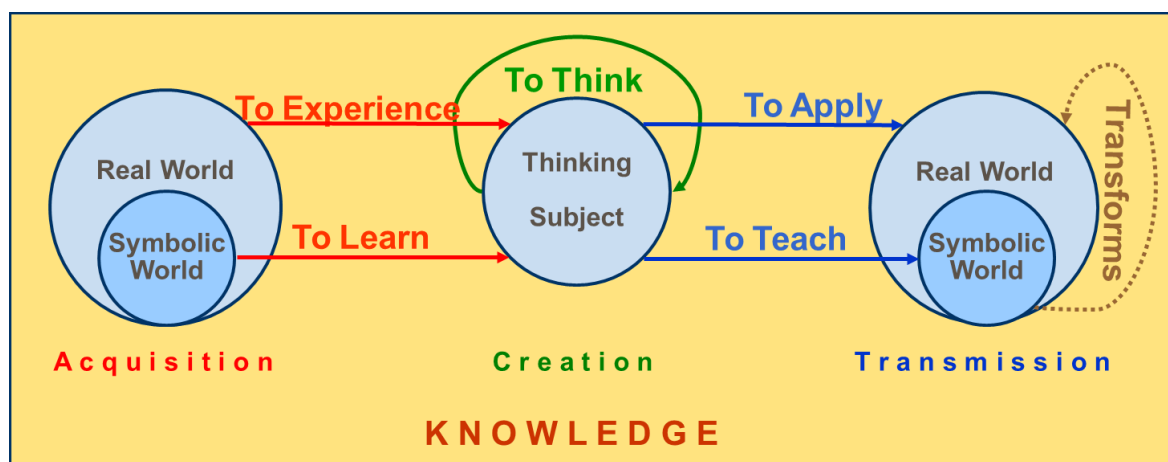 To Think
To Experience
To Apply
Transforms
Real World
Thinking
Subject
Real World
Symbolic
World
To Learn
To Teach
Symbolic
World
Acquisition
Creation
Transmission
KNOWLEDGE